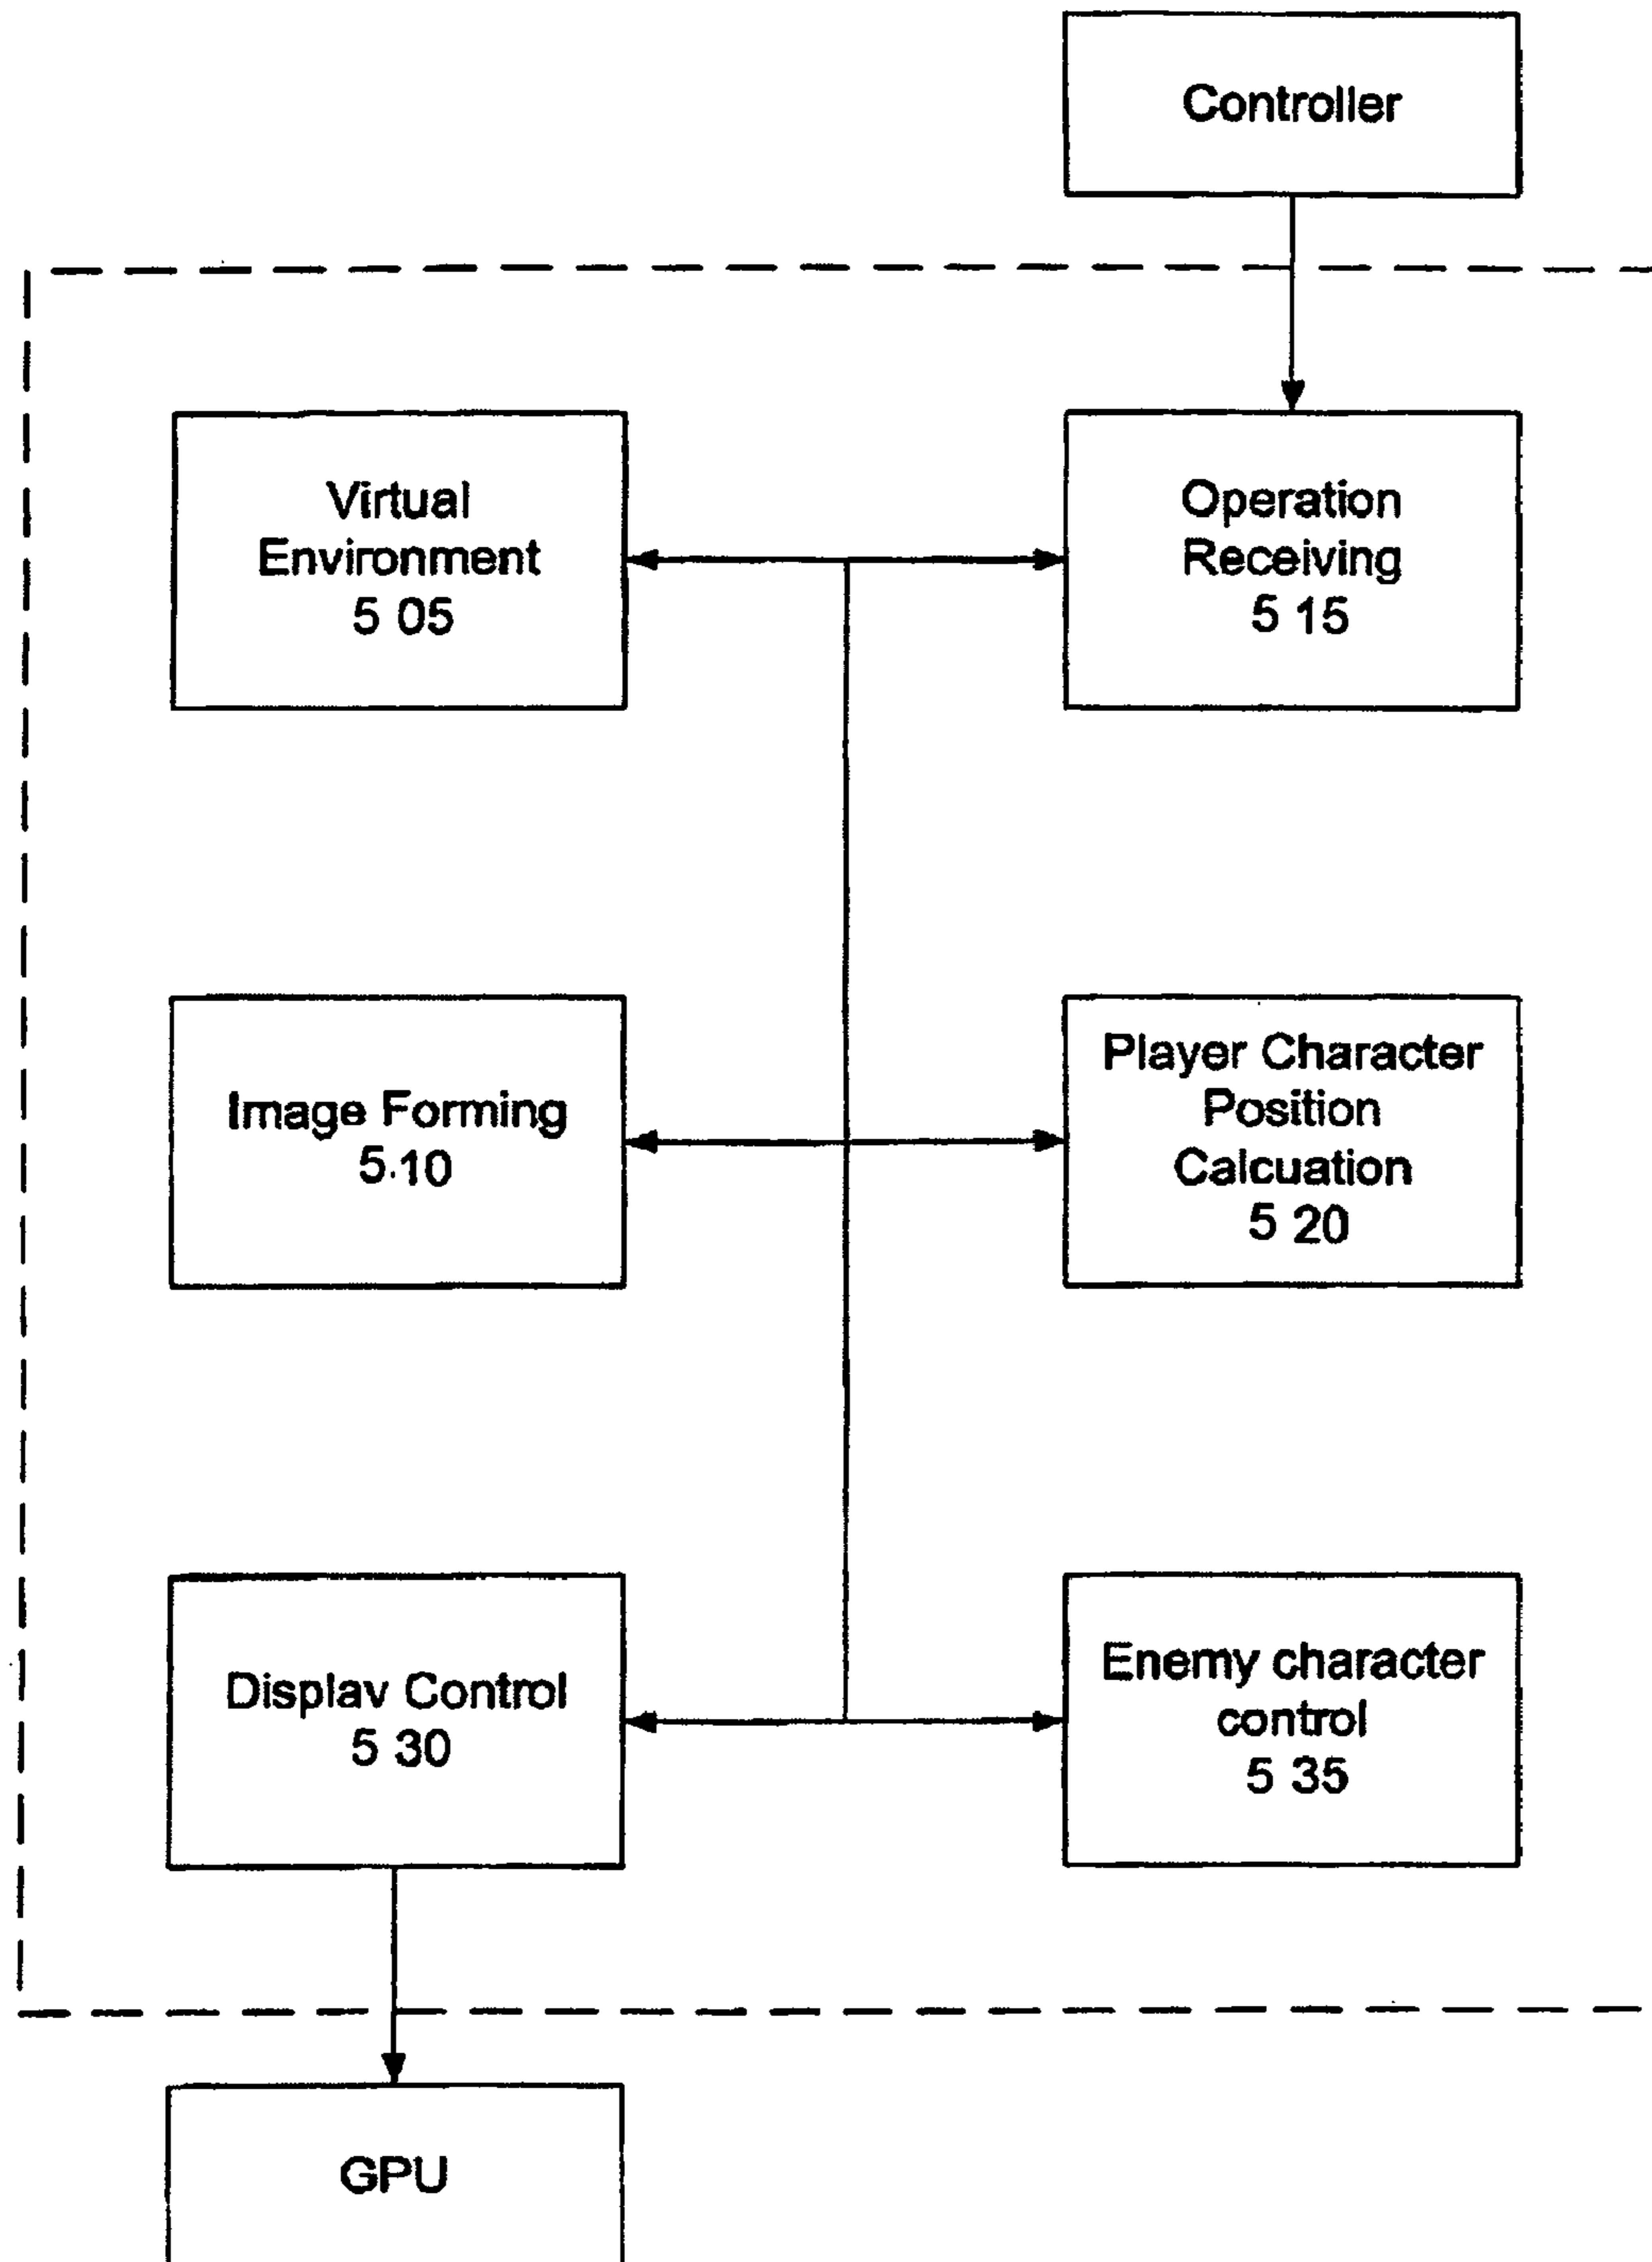 Controller
Virtual
Environment
5 05
Operation
Receiving
5 15
Image Forming
5.10
Player Character
Position
Calcuation
5 20
Display Control
5 30
Enemy character
control
5 35
GPU